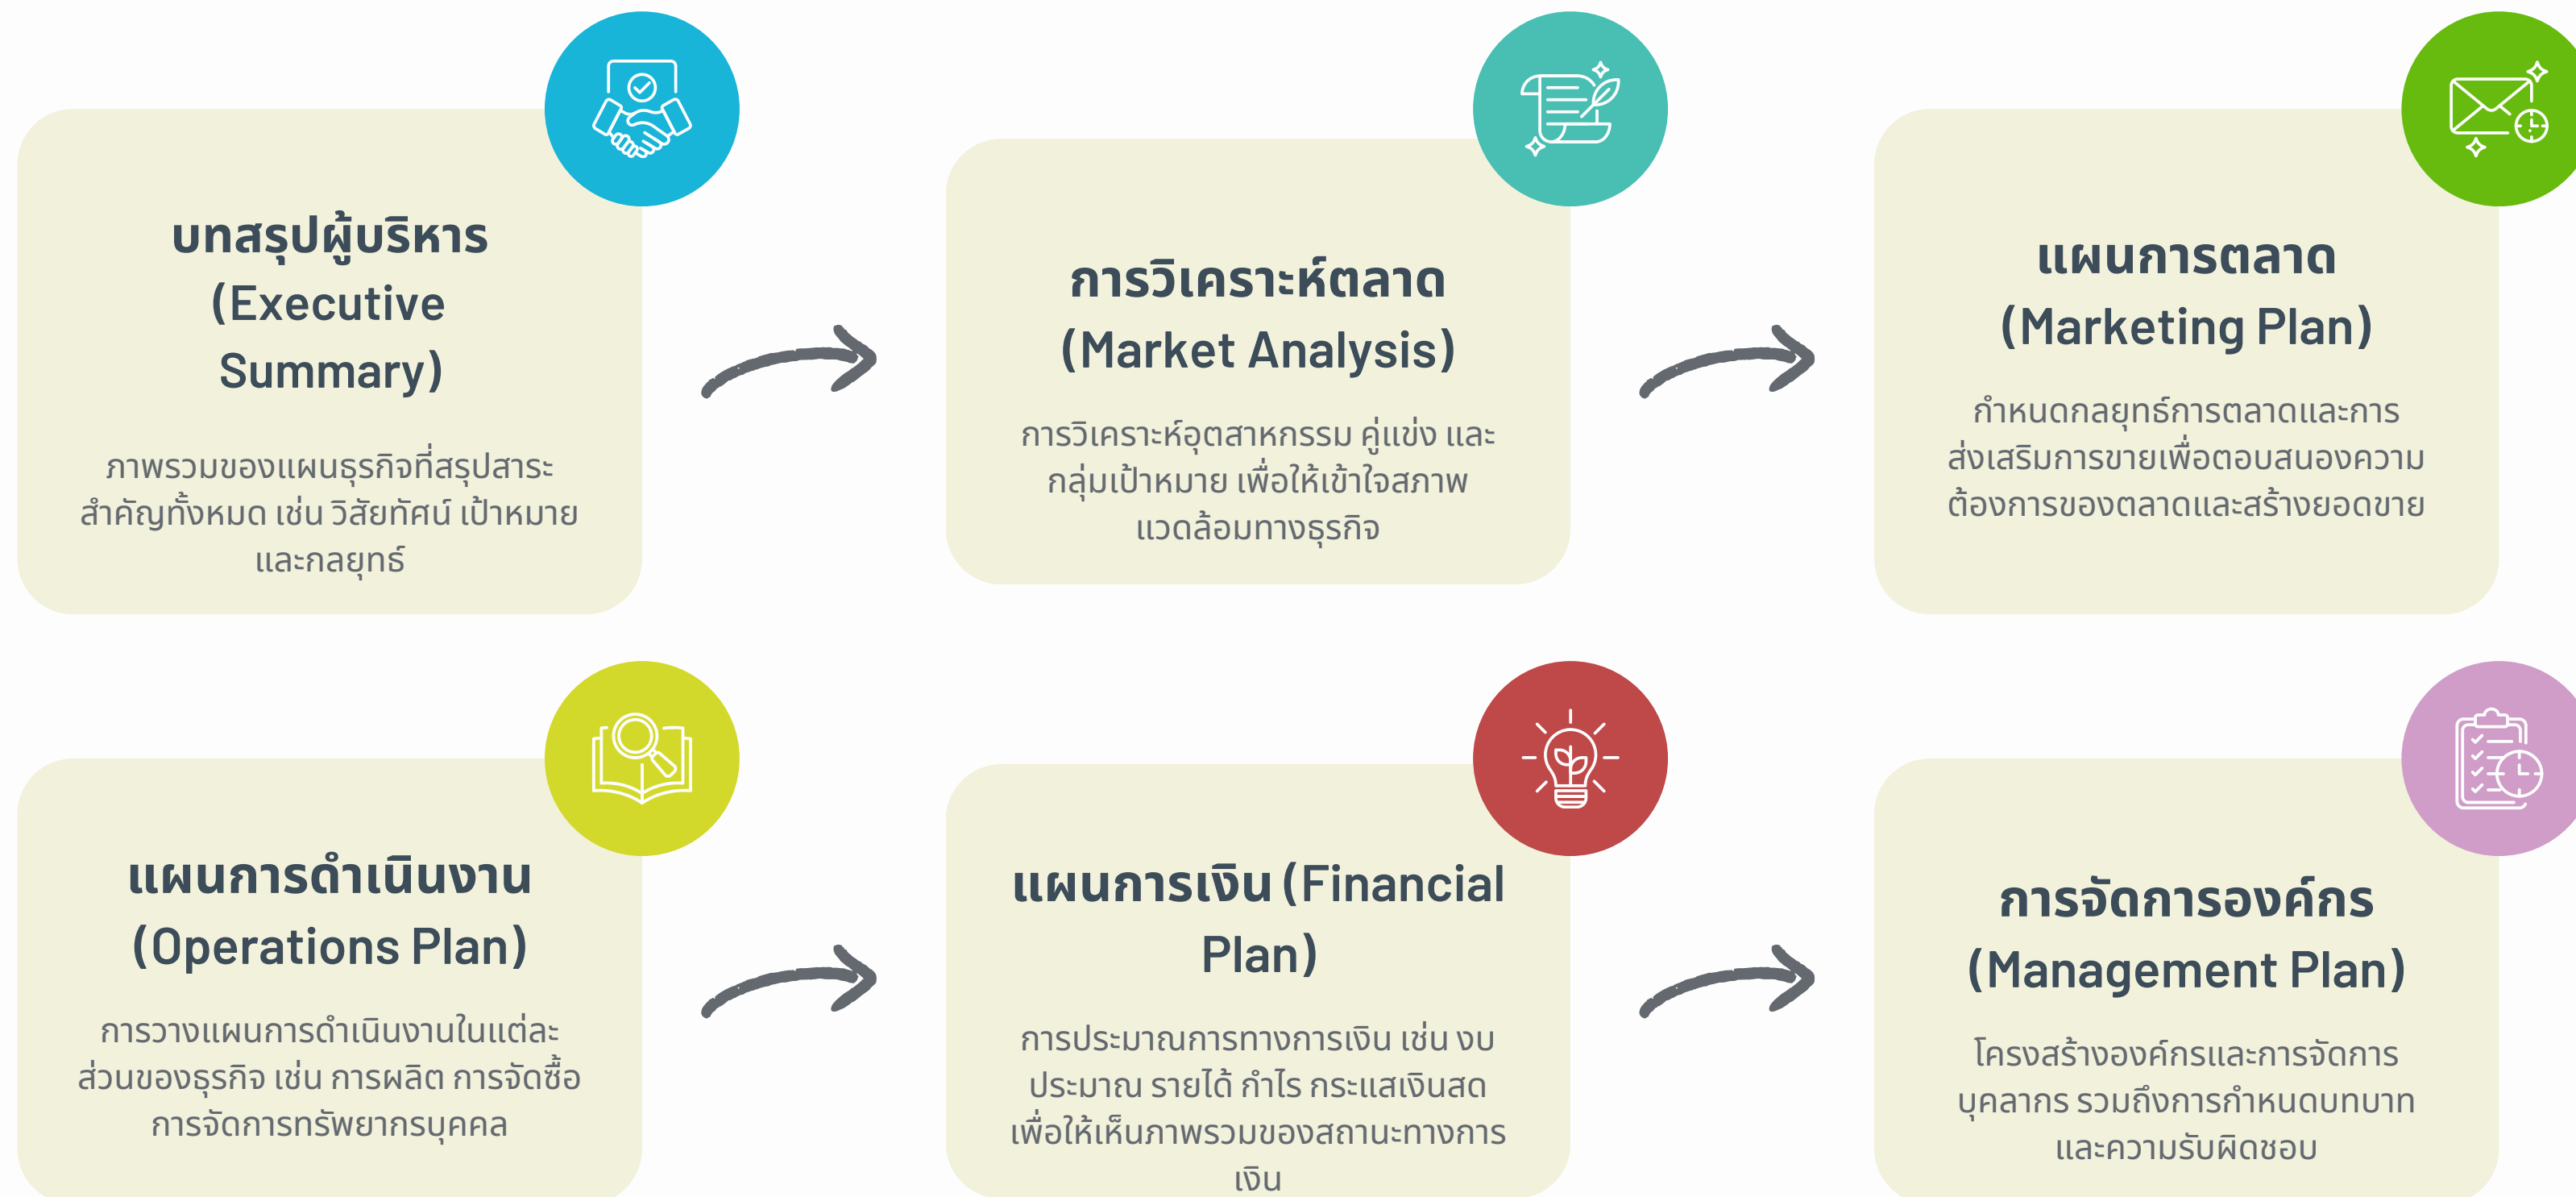 บทสรุปผู้บริหาร
(Executive
Summary)
ภาพรวมของแผนธุรกิจที่สรุปสาระ
สำคัญทั้งหมด เช่น วิสัยทัศน์ เป้าหมาย
และกลยุทธ์
การวิเคราะห์ตลาด
(Market Analysis)
การวิเคราะห์อุตสาหกรรม คู่แข่ง และ
กลุ่มเป้าหมาย เพื่อให้เข้าใจสภาพ
แวดล้อมทางธุรกิจ
แผนการตลาด
(Marketing Plan)
กำหนดกลยุทธ์การตลาดและการ
ส่งเสริมการขายเพื่อตอบสนองความ
ต้องการของตลาดและสร้างยอดขาย
แผนการดำเนินงาน
(Operations Plan)
การวางแผนการดำเนินงานในแต่ละ
ส่วนของธุรกิจ เช่น การผลิต การจัดซื้อ
การจัดการทรัพยากรบุคคล
แผนการเงิน (Financial
Plan)
การประมาณการทางการเงิน เช่น งบ
ประมาณ รายได้ กำไร กระแสเงินสด
เพื่อให้เห็นภาพรวมของสถานะทางการ
เงิน
การจัดการองค์กร
(Management Plan)
โครงสร้างองค์กรและการจัดการ
บุคลากร รวมถึงการกำหนดบทบาท
และความรับผิดชอบ